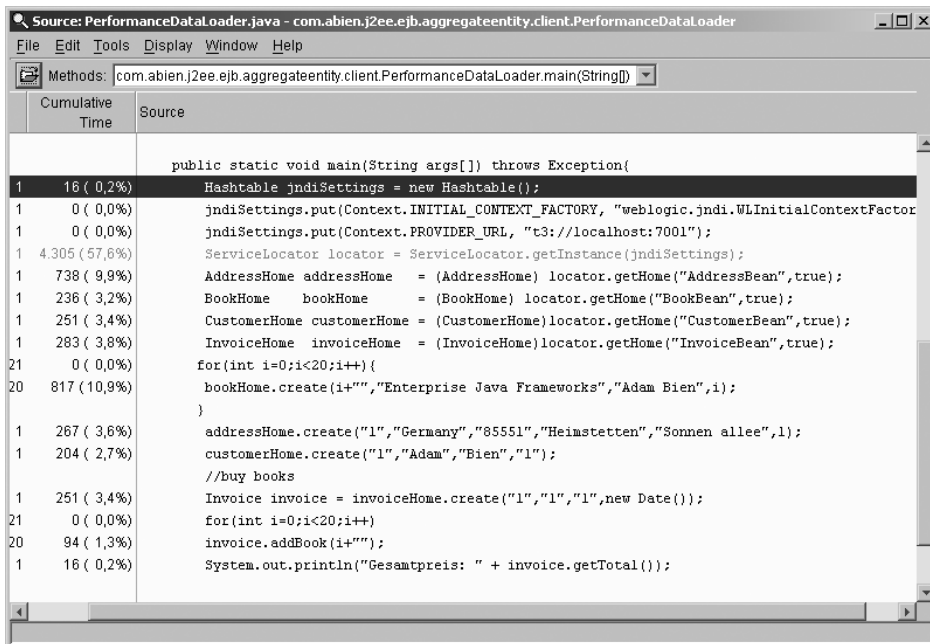 Source: PerformanceDataLoader.java - com.abien.j2ee.ejb.aggregateentity.client.PerformanceDataLoader
File Edit Tools Display Window Help
Methods: com.abien.j2ee.ejb.aggregateentity.client.PerformanceDataLoader.main(String[])
Cumulative Time Source
public static void main(String args[]) throws Exception{
1 16 ( 0,2%) Hashtable jndiSettings = new Hashtable();
1 0 ( 0,0%) jndiSettings.put(Context.INITIAL_CONTEXT_FACTORY, "weblogic.jndi.WLInitialContextFactor
1 0 ( 0,0%) jndiSettings.put(Context.PROVIDER_URL, "t3://localhost:7001");
1 4.305 (57,6%) ServiceLocator locator = ServiceLocator.getInstance(jndiSettings);
1 738 ( 9,9%) AddressHome addressHome = (AddressHome) locator.getHome("AddressBean",true);
1 236 ( 3,2%) BookHome bookHome = (BookHome) locator.getHome("BookBean",true);
1 251 ( 3,4%) CustomerHome customerHome = (CustomerHome)locator.getHome("CustomerBean",true);
1 283 ( 3,8%) InvoiceHome invoiceHome = (InvoiceHome)locator.getHome("InvoiceBean",true);
21 0 ( 0,0%) for(int i=0;i<20;i++){
20 817 (10,9%) bookHome.create(i+"","Enterprise Java Frameworks","Adam Bien",i);
}
1 267 ( 3,6%) addressHome.create("1","Germany","85551","Heimstetten","Sonnen allee",1);
1 204 ( 2,7%) customerHome.create("1","Adam","Bien","1");
//buy books
1 251 ( 3,4%) Invoice invoice = invoiceHome.create("1","1","1",new Date());
21 0 ( 0,0%) for(int i=0;i<20;i++)
20 94 ( 1,3%) invoice.addBook(i+"");
1 16 ( 0,2%) System.out.println("Gesamtpreis: " + invoice.getTotal());